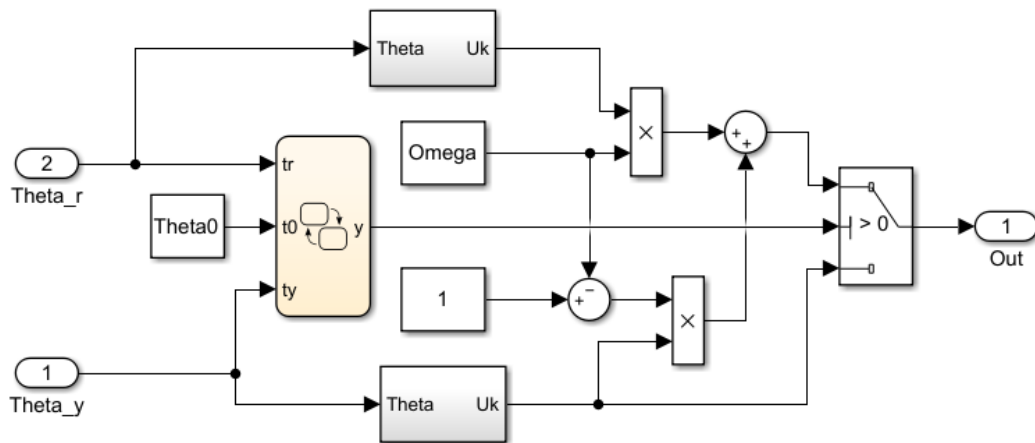 Theta Uk
×
+
+
2
Theta_r
tr
Omega
Theta0
t0
y
> 0
1
Out
ty
1
−
+
×
1
Theta_y
Theta Uk